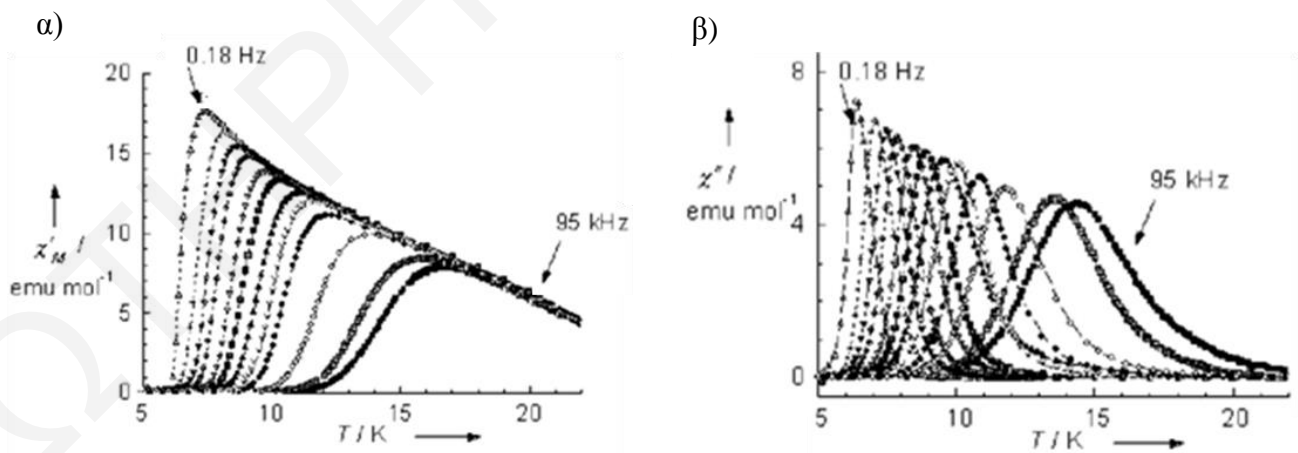 α)
0.18 Hz
20
15
10
5
0
χ'M /
emu mol-1
95 kHz
5 10 15 20
T / K
β)
0.18 Hz
8
4
0
χ" /
emu mol-1
95 kHz
5 10 15 20
T / K